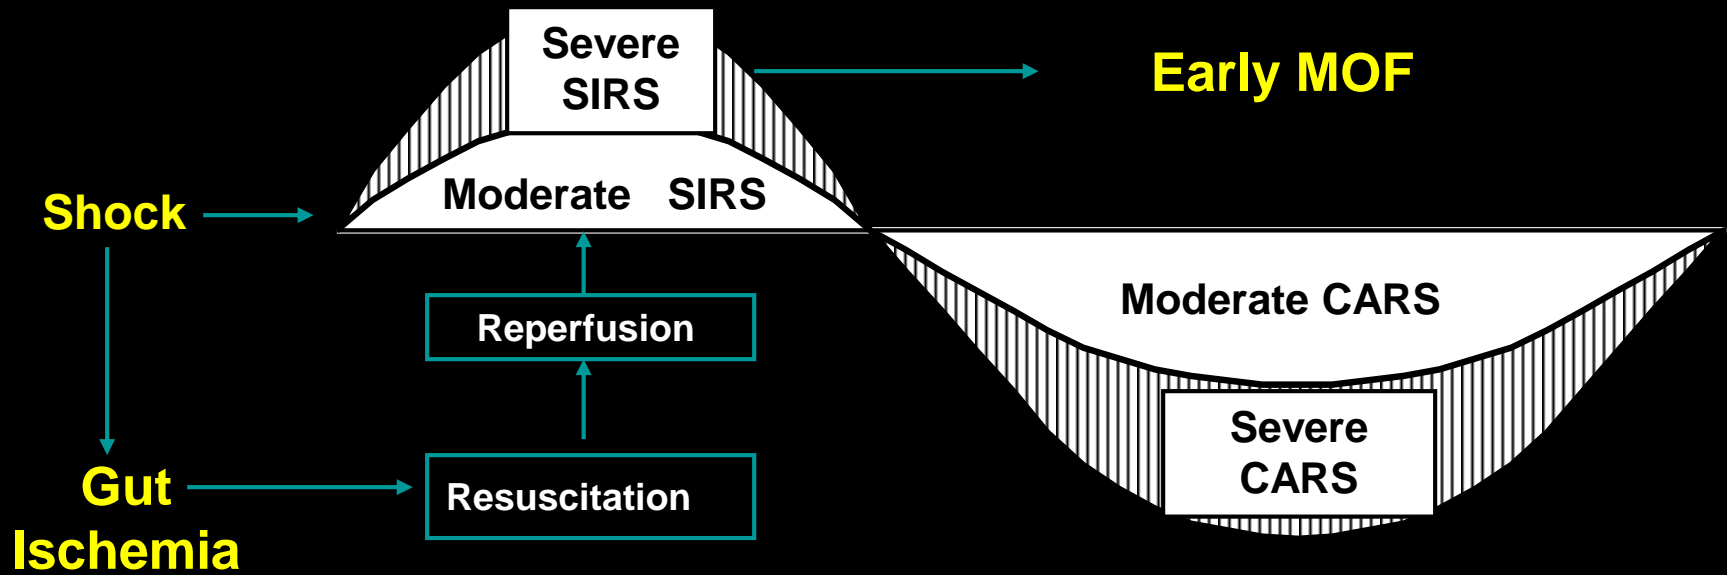 Severe
SIRS
Early MOF
Moderate SIRS
Shock
Moderate CARS
Reperfusion
Severe
CARS
Gut
Ischemia
Resuscitation